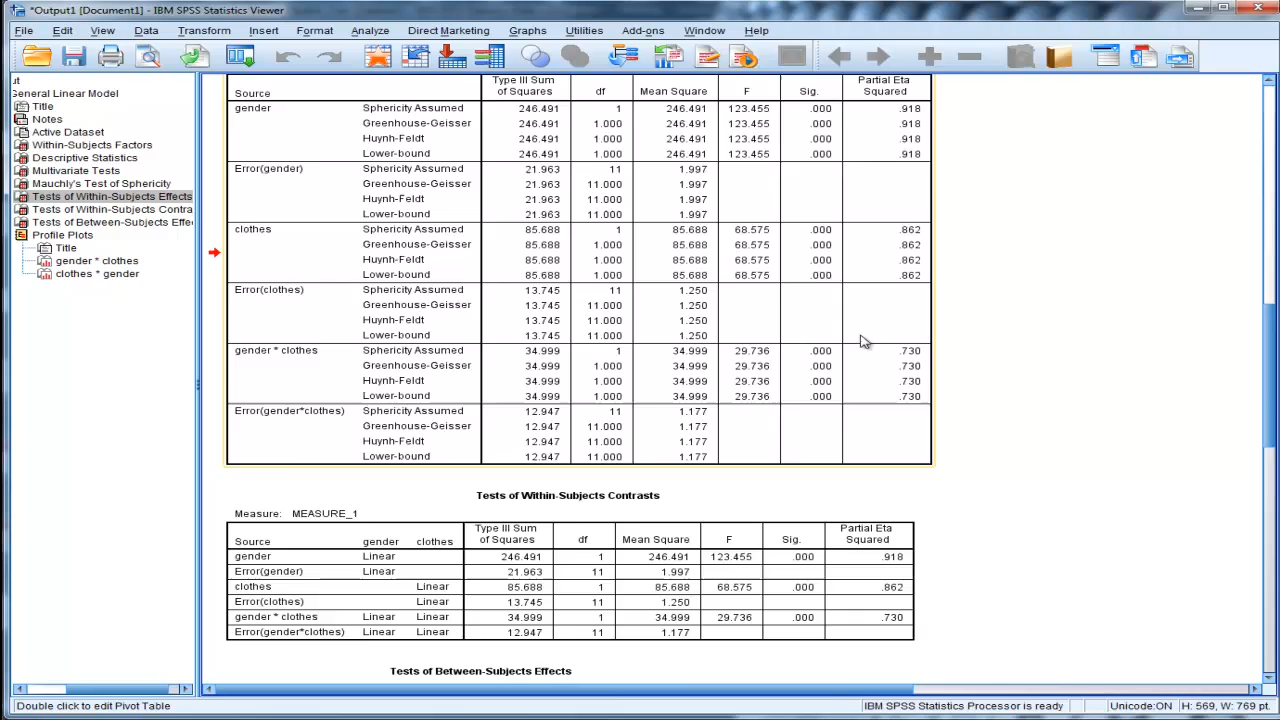 *Output1 [Document1] - IBM SPSS Statistics Viewer
File Edit View Data Transform Insert Format Analyze Direct Marketing Graphs Utilities Add-ons Window Help
ut
General Linear Model
Title
Notes
Active Dataset
Within-Subjects Factors
Descriptive Statistics
Multivariate Tests
Mauchly's Test of Sphericity
Tests of Within-Subjects Effects
Tests of Within-Subjects Contra
Tests of Between-Subjects Effe
Profile Plots
Title
gender * clothes
clothes * gender
Source Type III Sum of Squares df Mean Square F Sig. Partial Eta Squared
gender Sphericity Assumed 246.491 1 246.491 123.455 .000 .918
Greenhouse-Geisser 246.491 1.000 246.491 123.455 .000 .918
Huynh-Feldt 246.491 1.000 246.491 123.455 .000 .918
Lower-bound 246.491 1.000 246.491 123.455 .000 .918
Error(gender) Sphericity Assumed 21.963 11 1.997
Greenhouse-Geisser 21.963 11.000 1.997
Huynh-Feldt 21.963 11.000 1.997
Lower-bound 21.963 11.000 1.997
clothes Sphericity Assumed 85.688 1 85.688 68.575 .000 .862
Greenhouse-Geisser 85.688 1.000 85.688 68.575 .000 .862
Huynh-Feldt 85.688 1.000 85.688 68.575 .000 .862
Lower-bound 85.688 1.000 85.688 68.575 .000 .862
Error(clothes) Sphericity Assumed 13.745 11 1.250
Greenhouse-Geisser 13.745 11.000 1.250
Huynh-Feldt 13.745 11.000 1.250
Lower-bound 13.745 11.000 1.250
gender * clothes Sphericity Assumed 34.999 1 34.999 29.736 .000 .730
Greenhouse-Geisser 34.999 1.000 34.999 29.736 .000 .730
Huynh-Feldt 34.999 1.000 34.999 29.736 .000 .730
Lower-bound 34.999 1.000 34.999 29.736 .000 .730
Error(gender*clothes) Sphericity Assumed 12.947 11 1.177
Greenhouse-Geisser 12.947 11.000 1.177
Huynh-Feldt 12.947 11.000 1.177
Lower-bound 12.947 11.000 1.177
Tests of Within-Subjects Contrasts
Measure: MEASURE_1
Source gender clothes Type III Sum of Squares df Mean Square F Sig. Partial Eta Squared
gender Linear 246.491 1 246.491 123.455 .000 .918
Error(gender) Linear 21.963 11 1.997
clothes Linear 85.688 1 85.688 68.575 .000 .862
Error(clothes) Linear 13.745 11 1.250
gender * clothes Linear Linear 34.999 1 34.999 29.736 .000 .730
Error(gender*clothes) Linear Linear 12.947 11 1.177
Tests of Between-Subjects Effects
Double click to edit Pivot Table
IBM SPSS Statistics Processor is ready Unicode:ON H: 569, W: 769 pt.